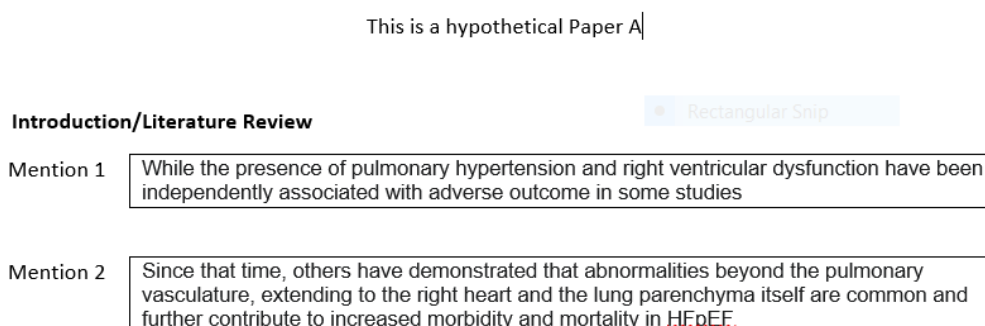 This is a hypothetical Paper A
Rectangular Snip
Introduction/Literature Review
Mention 1
While the presence of pulmonary hypertension and right ventricular dysfunction have been
independently associated with adverse outcome in some studies
Mention 2
Since that time, others have demonstrated that abnormalities beyond the pulmonary
vasculature, extending to the right heart and the lung parenchyma itself are common and
further contribute to increased morbidity and mortality in HFpEF.